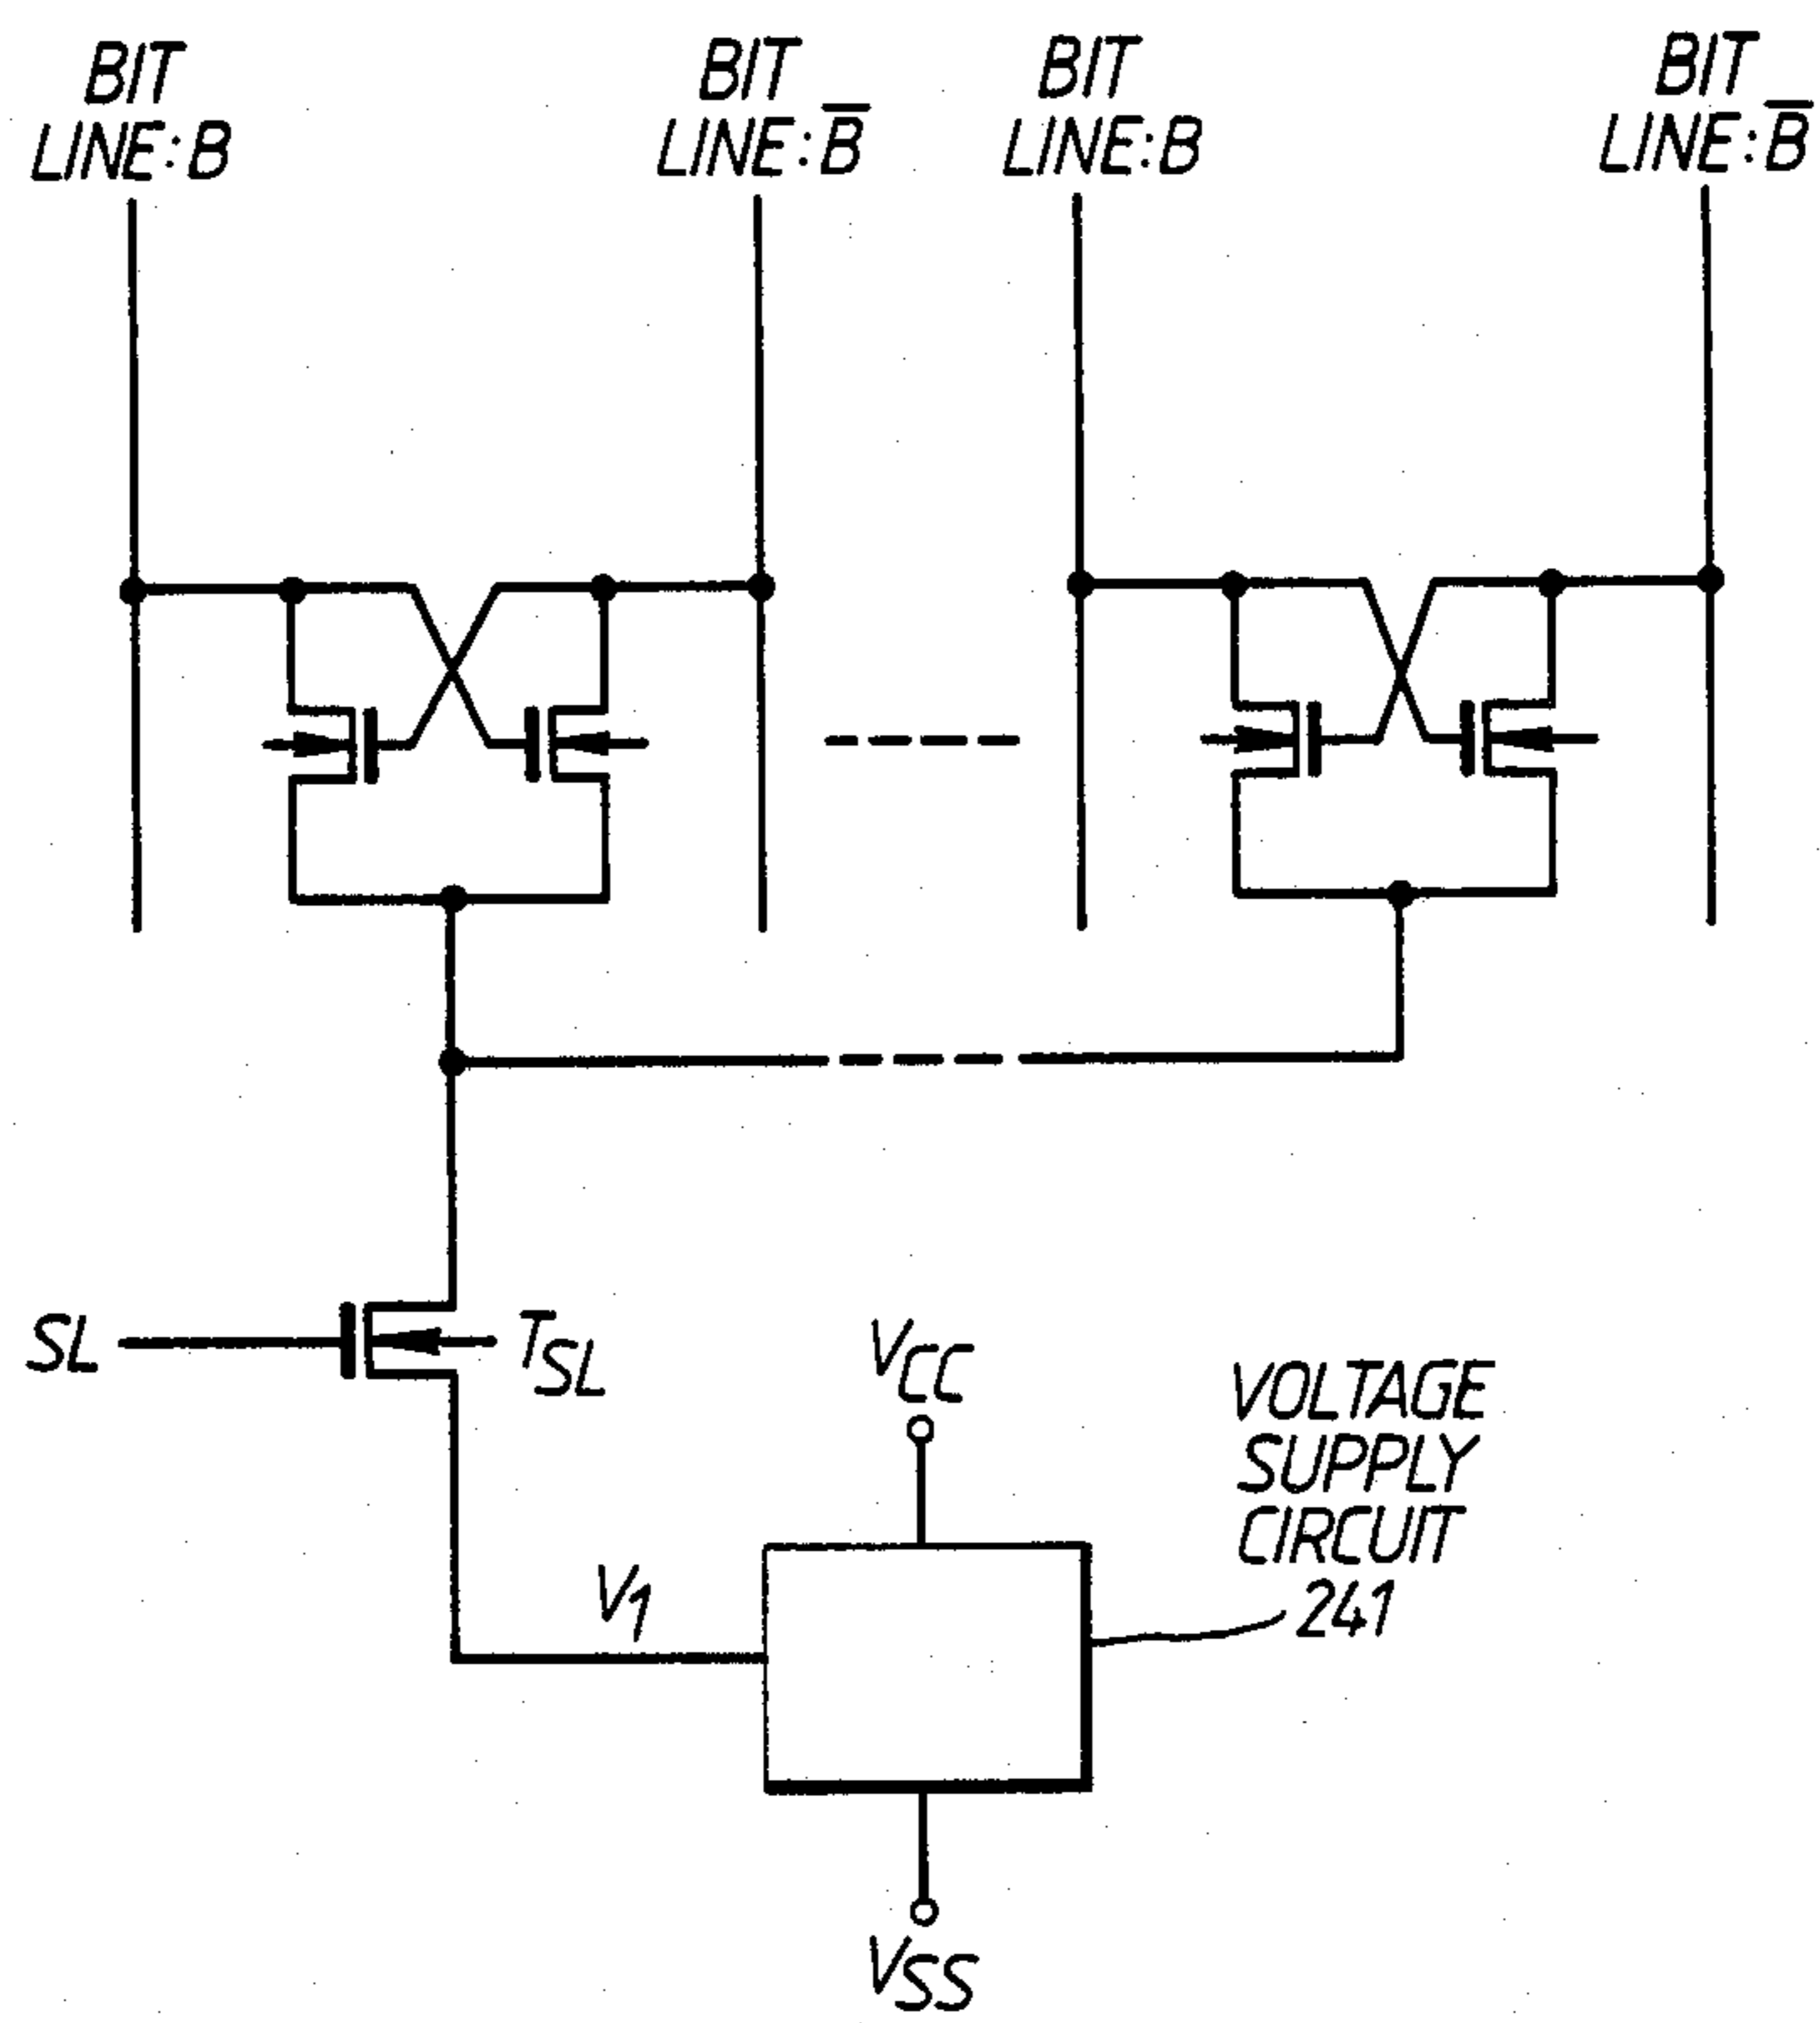 BIT
LINE:B
BIT
LINE:B̅
BIT
LINE:B
BIT
LINE:B̅
SL
TSL
VCC
VOLTAGE
SUPPLY
CIRCUIT
241
V1
VSS